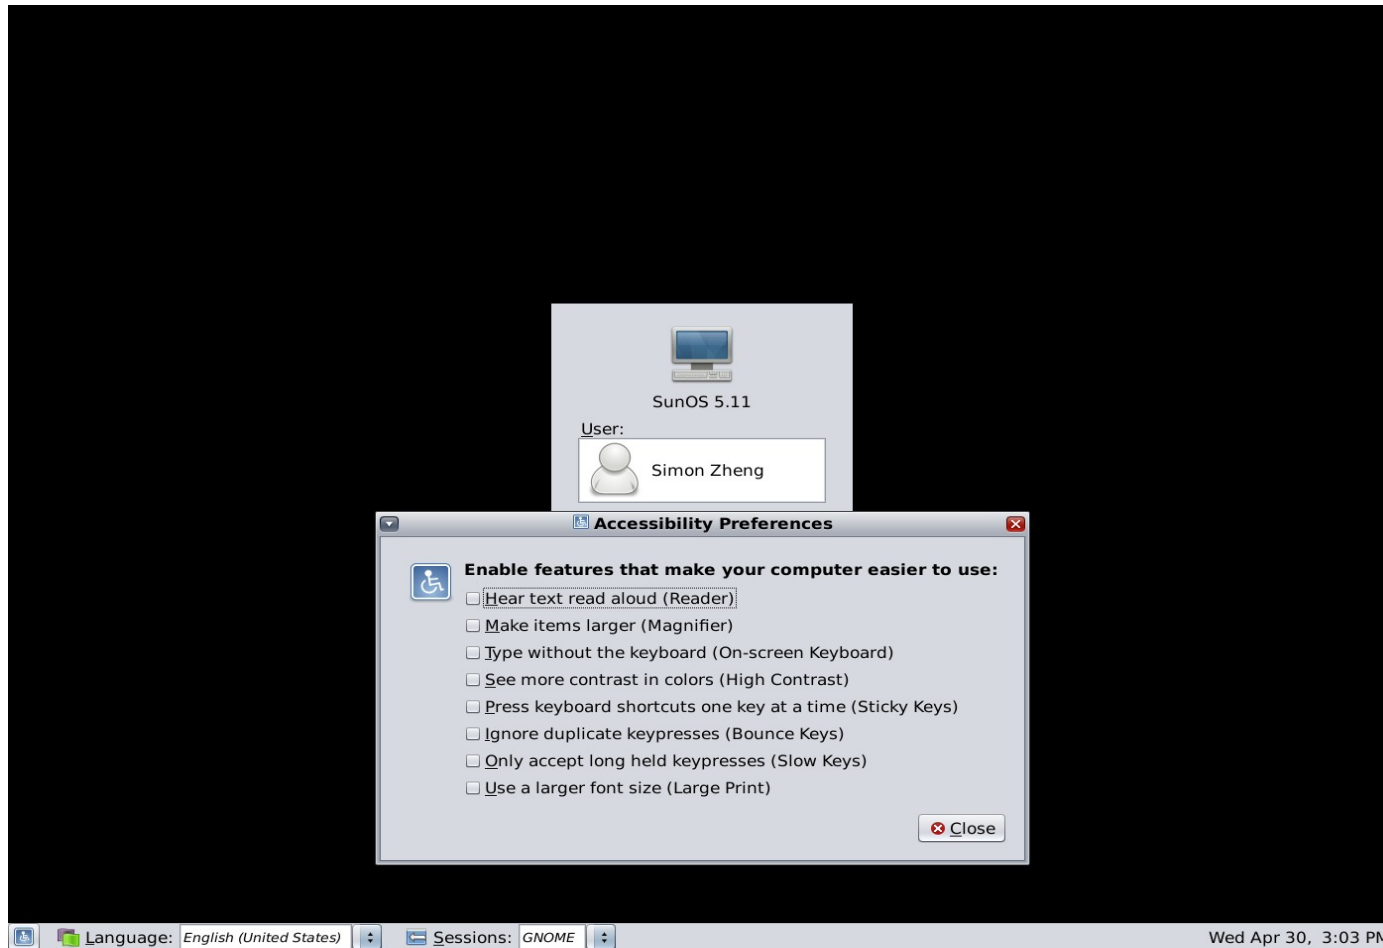 SunOS 5.11
User:
Simon Zheng
Accessibility Preferences
Enable features that make your computer easier to use:
Hear text read aloud (Reader)
Make items larger (Magnifier)
Type without the keyboard (On-screen Keyboard)
See more contrast in colors (High Contrast)
Press keyboard shortcuts one key at a time (Sticky Keys)
Ignore duplicate keypresses (Bounce Keys)
Only accept long held keypresses (Slow Keys)
Use a larger font size (Large Print)
Close
Language: English (United States) Sessions: GNOME Wed Apr 30, 3:03 PM